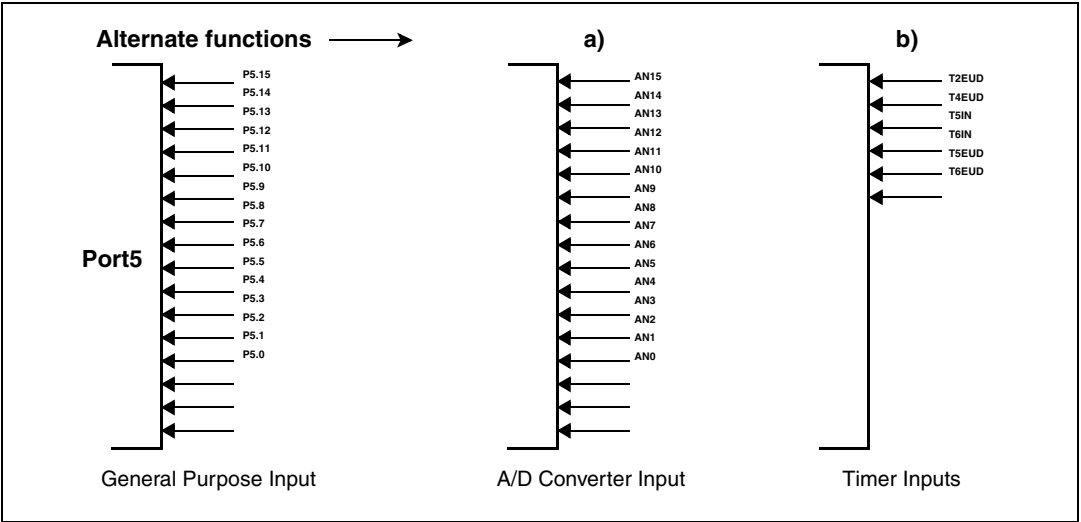 Alternate functions
a)
b)
P5.15
P5.14
P5.13
P5.12
P5.11
P5.10
P5.9
P5.8
P5.7
P5.6
P5.5
P5.4
P5.3
P5.2
P5.1
P5.0
Port5
General Purpose Input
AN15
AN14
AN13
AN12
AN11
AN10
AN9
AN8
AN7
AN6
AN5
AN4
AN3
AN2
AN1
AN0
A/D Converter Input
T2EUD
T4EUD
T5IN
T6IN
T5EUD
T6EUD
Timer Inputs